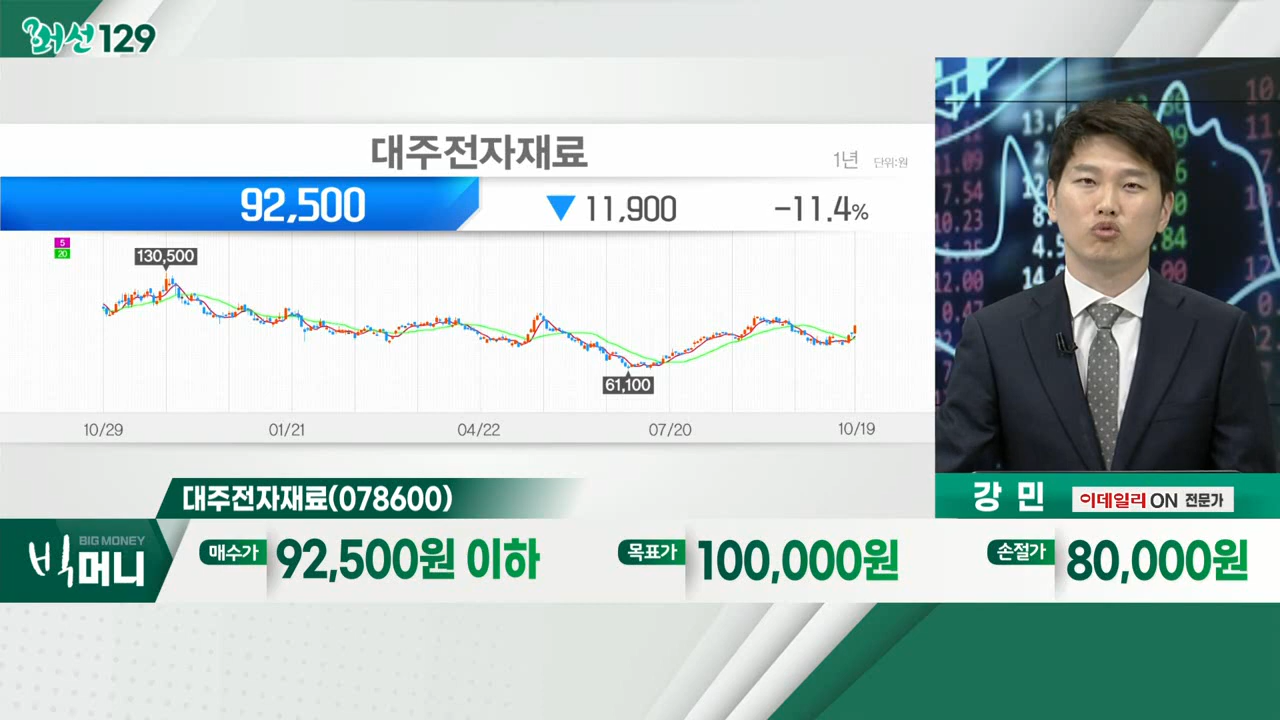 최선129
대주전자재료
1년 단위:원
92,500 ▼ 11,900 -11.4%
5
20
130,500
61,100
10/29 01/21 04/22 07/20 10/19
강 민 이데일리ON 전문가
대주전자재료(078600)
BIG MONEY
빅머니
매수가 92,500원 이하 목표가 100,000원 손절가 80,000원